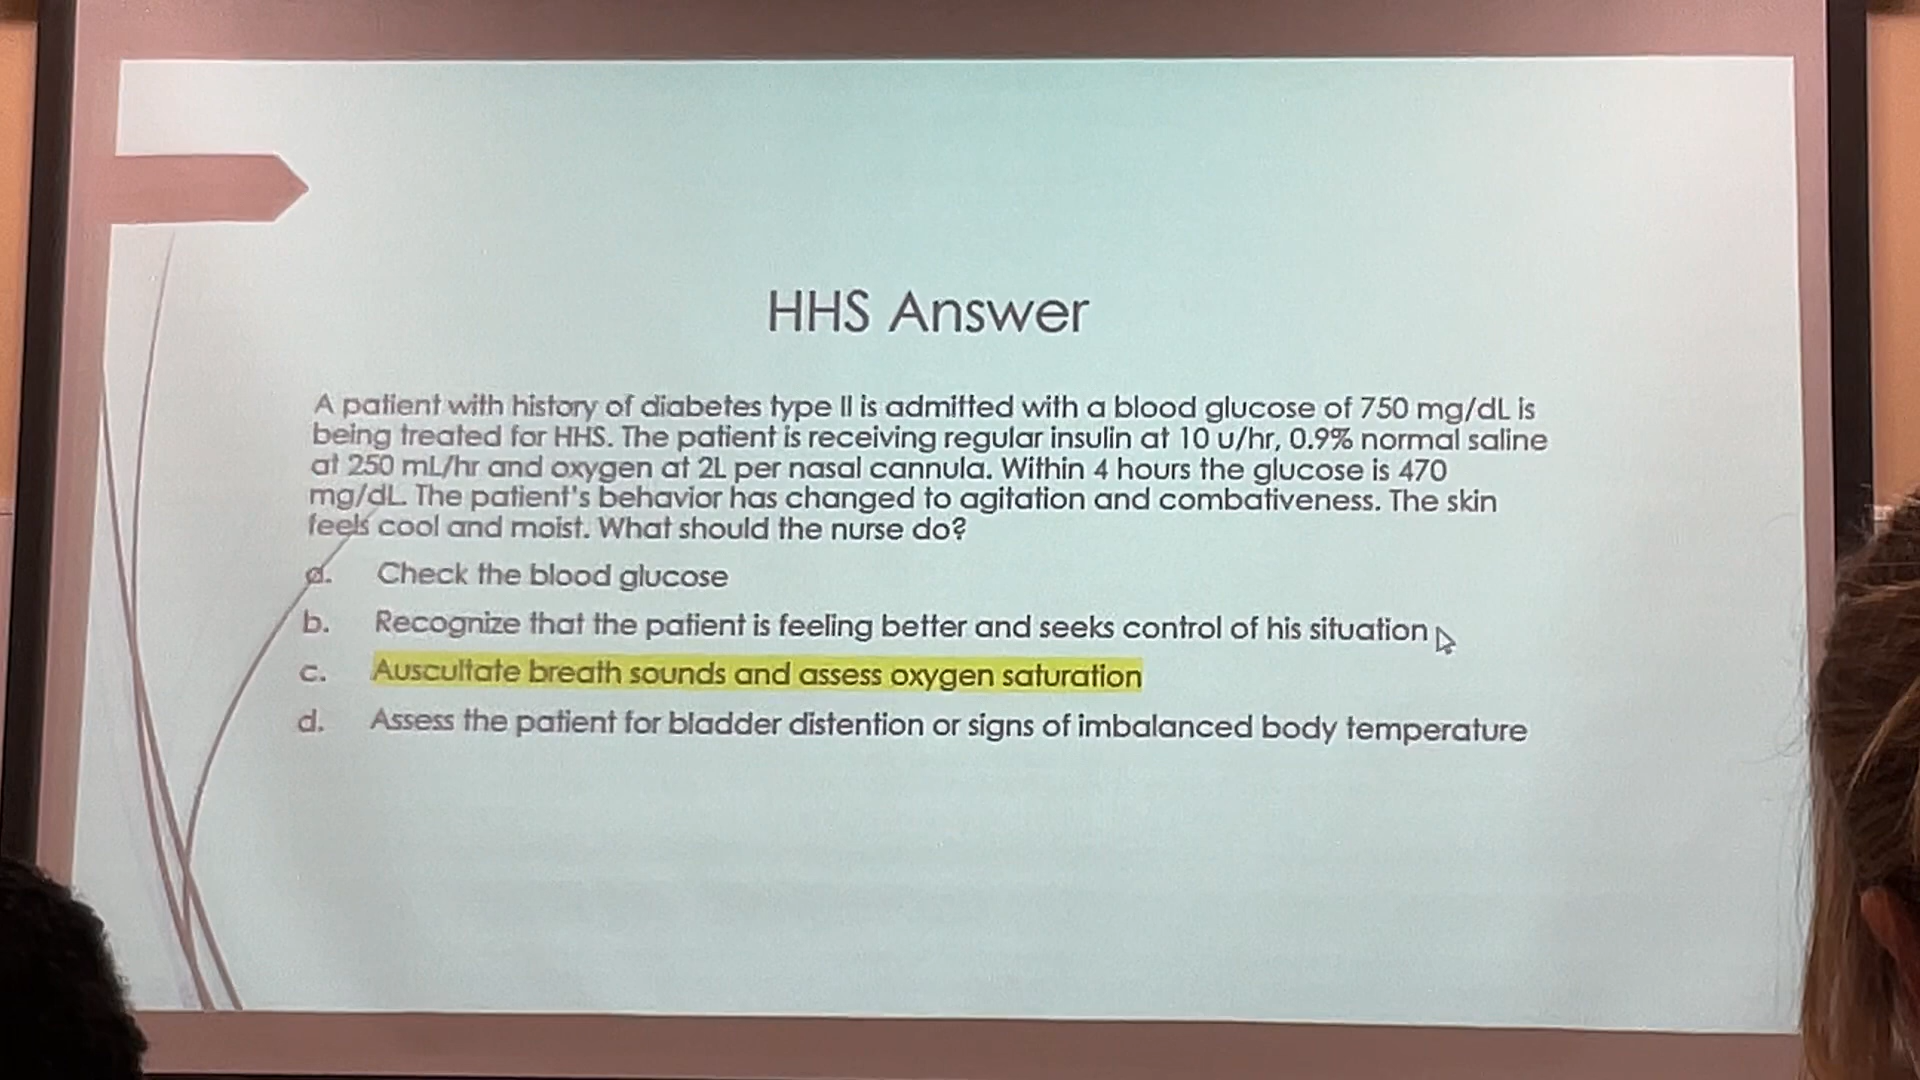 HHS Answer
A patient with history of diabetes type II is admitted with a blood glucose of 750 mg/dL is
being treated for HHS. The patient is receiving regular insulin at 10 u/hr, 0.9% normal saline
at 250 mL/hr and oxygen at 2L per nasal cannula. Within 4 hours the glucose is 470
mg/dL. The patient's behavior has changed to agitation and combativeness. The skin
feels cool and moist. What should the nurse do?
a. Check the blood glucose
b. Recognize that the patient is feeling better and seeks control of his situation
c. Auscultate breath sounds and assess oxygen saturation
d. Assess the patient for bladder distention or signs of imbalanced body temperature